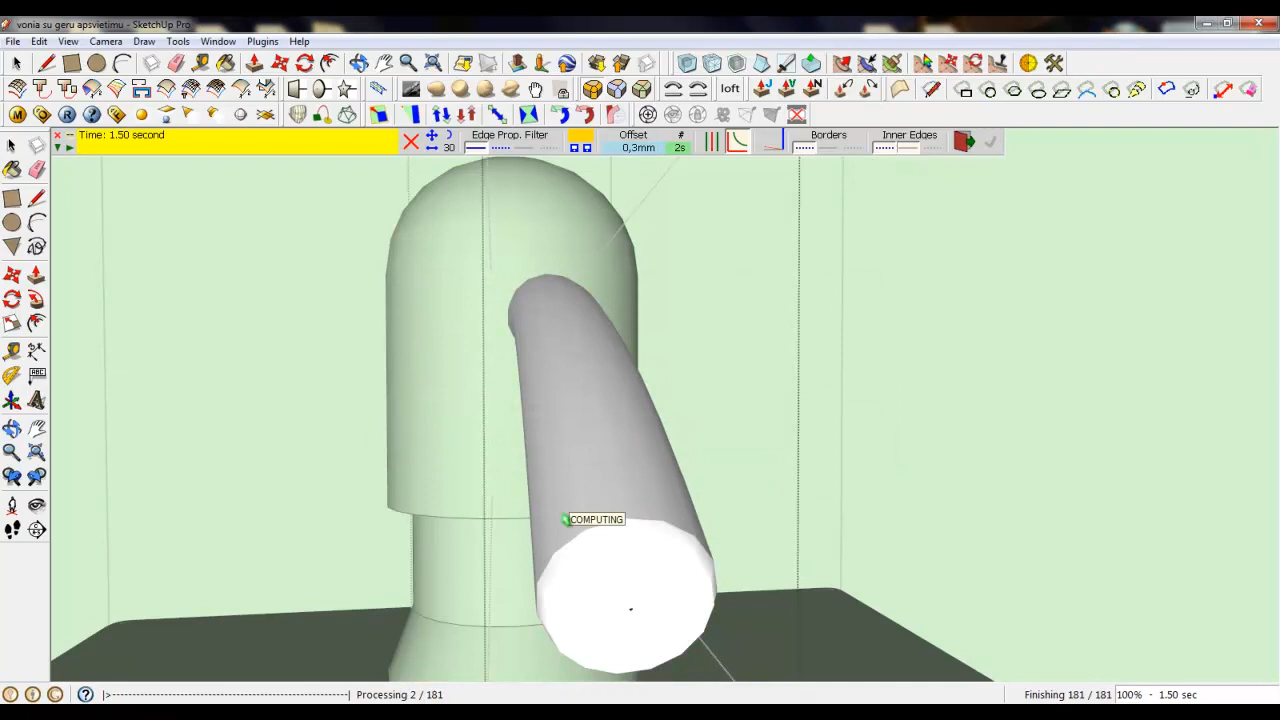 vonia su geru apsvietimu - SketchUp Pro
File Edit View Camera Draw Tools Window Plugins Help
loft
M R ?
Time: 1.50 second
30
Edge Prop. Filter
Offset
0,3mm
#
2s
Borders
Inner Edges
ABC
COMPUTING
|>-------------------------------------------------| Processing 2 / 181
Finishing 181 / 181
100% - 1.50 sec